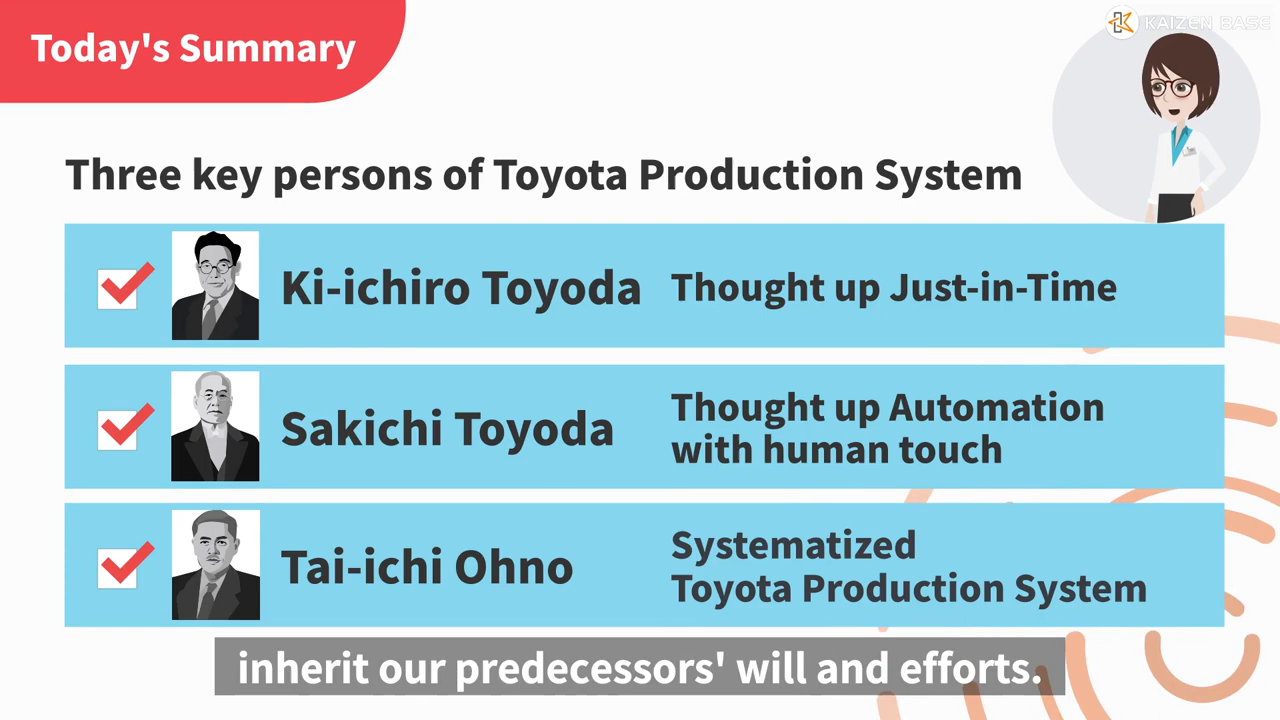 Today's Summary
KAIZEN BASE
Three key persons of Toyota Production System
Ki-ichiro Toyoda
Thought up Just-in-Time
Sakichi Toyoda
Thought up Automation
with human touch
Tai-ichi Ohno
Systematized
Toyota Production System
inherit our predecessors' will and efforts.